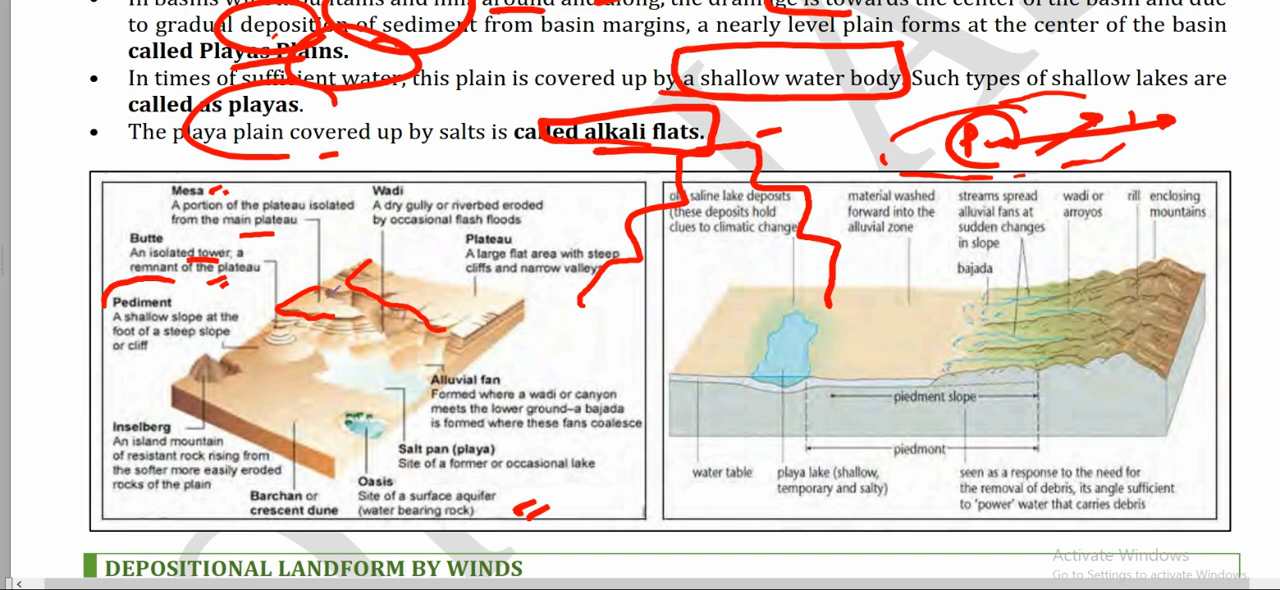 to gradual deposition of sediment from basin margins, a nearly level plain forms at the center of the basin
called Playas Plains.
• In times of sufficient water, this plain is covered up by a shallow water body. Such types of shallow lakes are
called as playas.
• The playa plain covered up by salts is called alkali flats.
Mesa
A portion of the plateau isolated
from the main plateau
Wadi
A dry gully or riverbed eroded
by occasional flash floods
Butte
An isolated tower, a
remnant of the plateau
Plateau
A large flat area with steep
cliffs and narrow valleys
Pediment
A shallow slope at the
foot of a steep slope
or cliff
Alluvial fan
Formed where a wadi or canyon
meets the lower ground–a bajada
is formed where these fans coalesce
Inselberg
An island mountain
of resistant rock rising from
the softer more easily eroded
rocks of the plain
Salt pan (playa)
Site of a former or occasional lake
Barchan or
crescent dune
Oasis
Site of a surface aquifer
(water bearing rock)
old saline lake deposits
(these deposits hold
clues to climatic change)
material washed
forward into the
alluvial zone
streams spread
alluvial fans at
sudden changes
in slope
wadi or
arroyos
rill
enclosing
mountains
bajada
piedment slope
piedmont
water table
playa lake (shallow,
temporary and salty)
seen as a response to the need for
the removal of debris, its angle sufficient
to 'power' water that carries debris
P
DEPOSITIONAL LANDFORM BY WINDS
Activate Windows
Go to Settings to activate Windows.